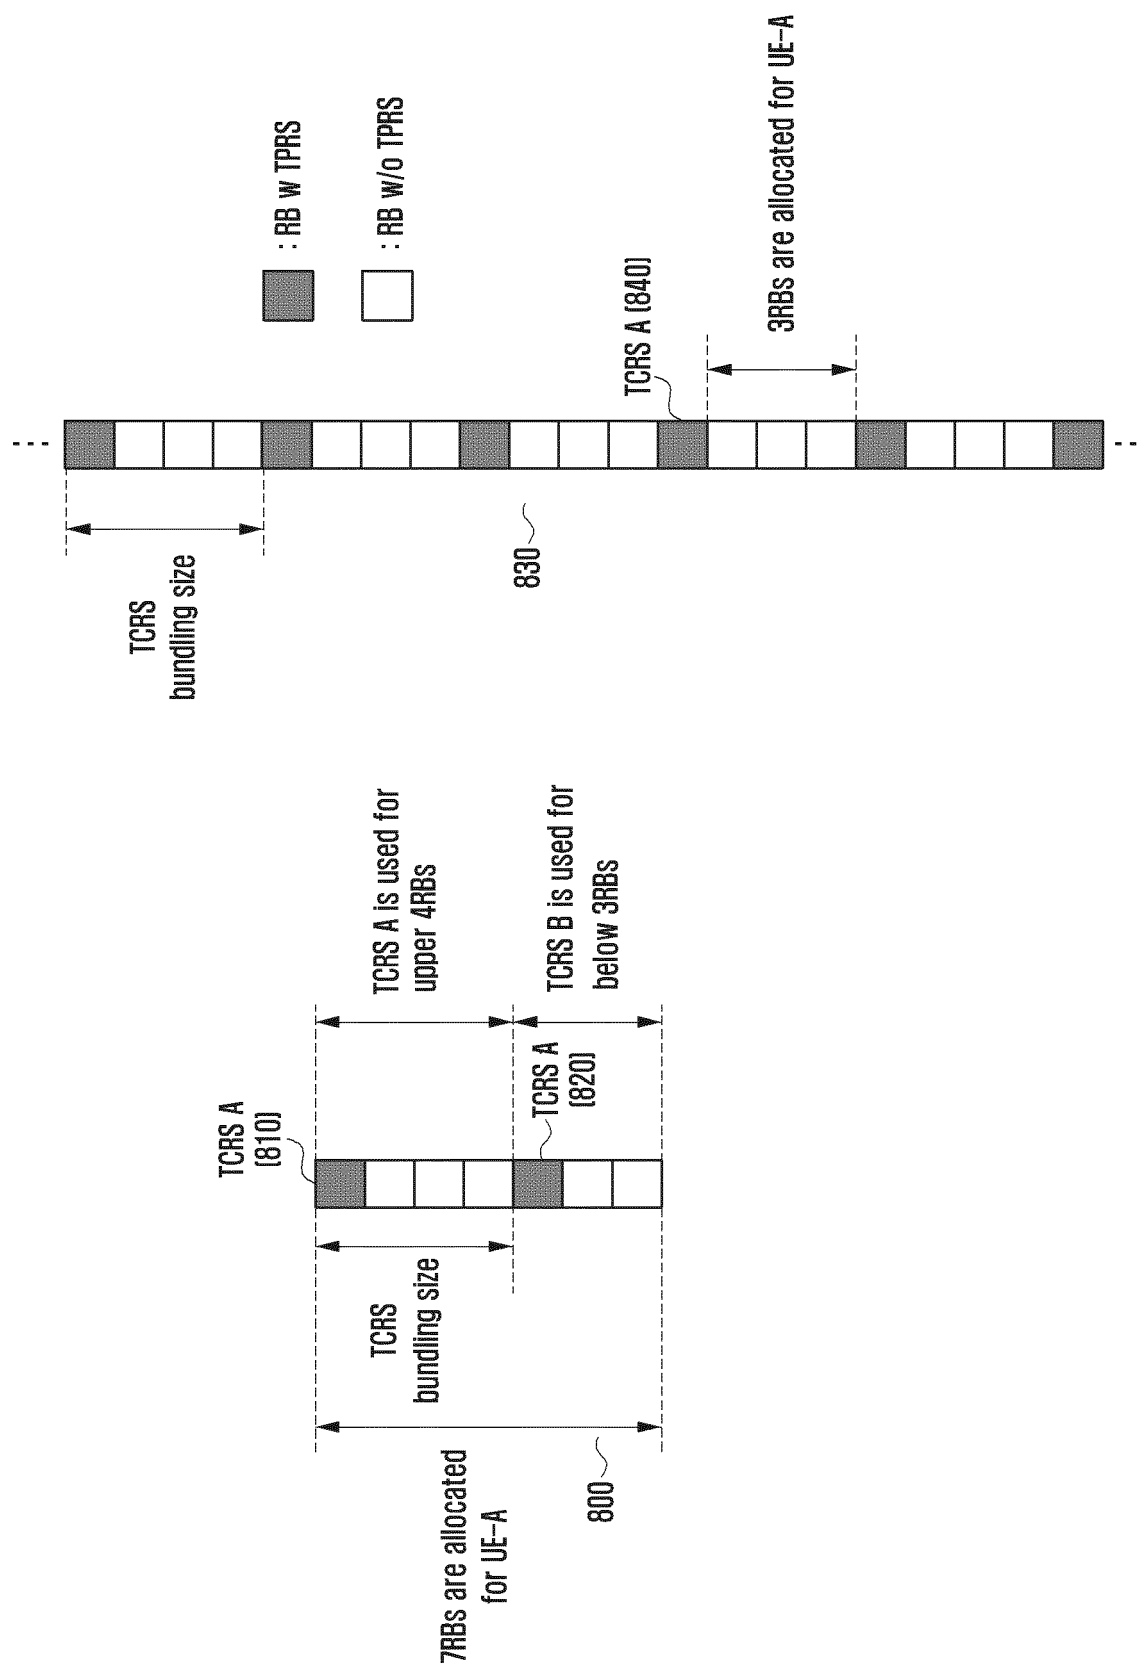 7RBs are allocated
for UE-A
800
TCRS
bundling size
TCRS A
[810]
TCRS A
[820]
TCRS A is used for
upper 4RBs
TCRS B is used for
below 3RBs
TCRS
bundling size
830
TCRS A [840]
: RB w TPRS
: RB w/o TPRS
3RBs are allocated for UE-A